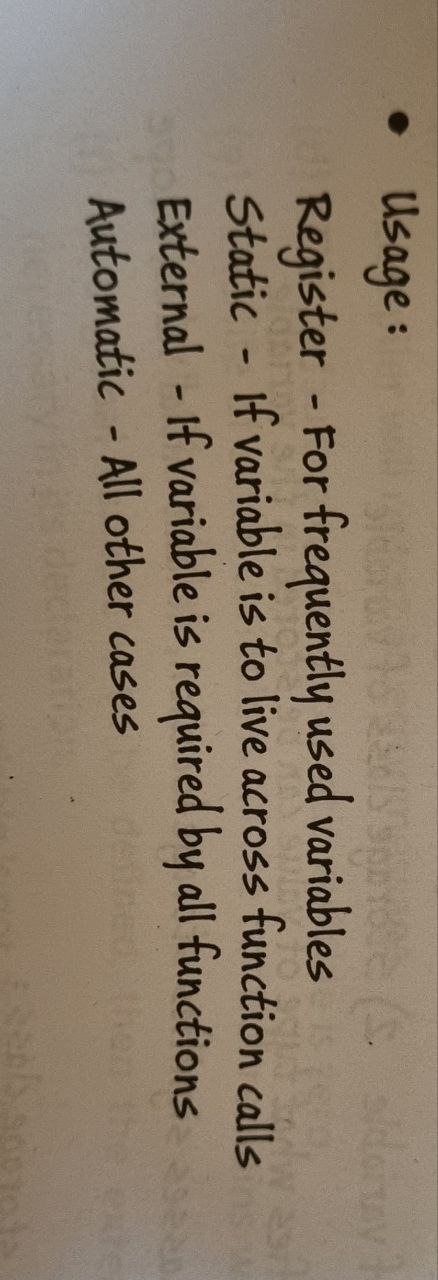 • Usage:
Register - For frequently used variables
Static - If variable is to live across function calls
External - If variable is required by all functions
Automatic - All other cases